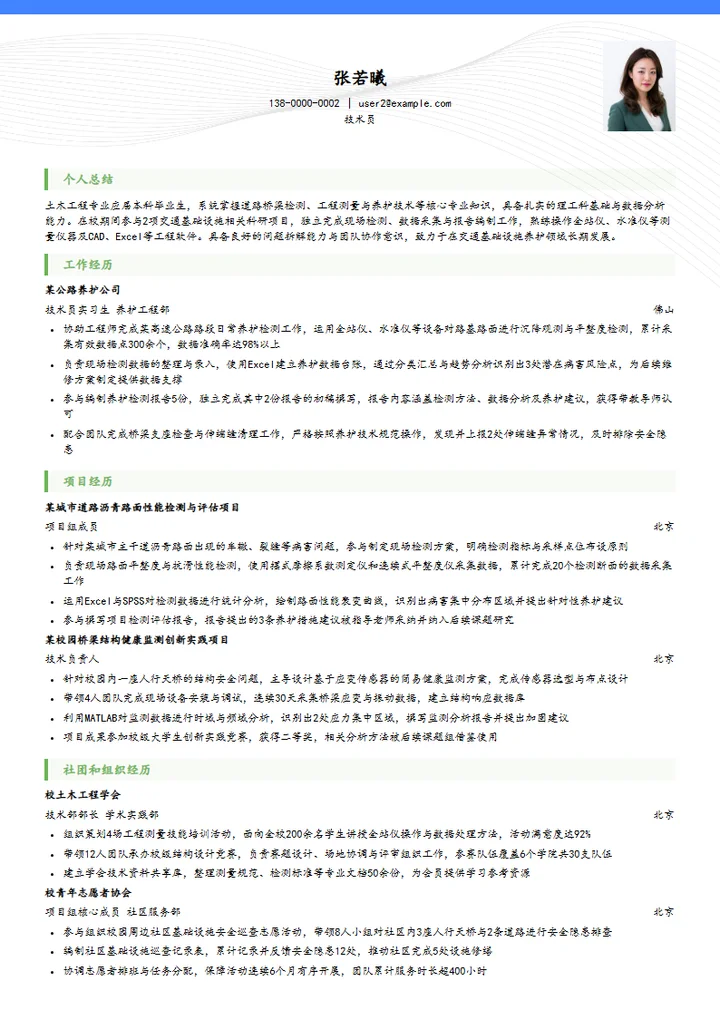 张若曦
138-0000-0002 | user2@example.com
技术员
个人总结
土木工程专业应届本科毕业生，系统掌握道路桥梁检测、工程测量与养护技术等核心专业知识，具备扎实的理工科基础与数据分析
能力。在校期间参与2项交通基础设施相关科研项目，独立完成现场检测、数据采集与报告编制工作，熟练操作全站仪、水准仪等测
量仪器及CAD、Excel等工程软件。具备良好的问题拆解能力与团队协作意识，致力于在交通基础设施养护领域长期发展。
工作经历
某公路养护公司
技术员实习生 养护工程部 佛山
• 协助工程师完成某高速公路路段日常养护检测工作，运用全站仪、水准仪等设备对路基路面进行沉降观测与平整度检测，累计采
集有效数据点300余个，数据准确率达98%以上
• 负责现场检测数据的整理与录入，使用Excel建立养护数据台账，通过分类汇总与趋势分析识别出3处潜在病害风险点，为后续维
修方案制定提供数据支撑
• 参与编制养护检测报告5份，独立完成其中2份报告的初稿撰写，报告内容涵盖检测方法、数据分析及养护建议，获得带教导师认
可
• 配合团队完成桥梁支座检查与伸缩缝清理工作，严格按照养护技术规范操作，发现并上报2处伸缩缝异常情况，及时排除安全隐
患
项目经历
某城市道路沥青路面性能检测与评估项目
项目组成员 北京
• 针对某城市主干道沥青路面出现的车辙、裂缝等病害问题，参与制定现场检测方案，明确检测指标与采样点位布设原则
• 负责现场路面平整度与抗滑性能检测，使用摆式摩擦系数测定仪和连续式平整度仪采集数据，累计完成20个检测断面的数据采集
工作
• 运用Excel与SPSS对检测数据进行统计分析，绘制路面性能衰变曲线，识别出病害集中分布区域并提出针对性养护建议
• 参与撰写项目检测评估报告，报告提出的3条养护措施建议被指导老师采纳并纳入后续课题研究
某校园桥梁结构健康监测创新实践项目
技术负责人 北京
• 针对校园内一座人行天桥的结构安全问题，主导设计基于应变传感器的简易健康监测方案，完成传感器选型与布点设计
• 带领4人团队完成现场设备安装与调试，连续30天采集桥梁应变与振动数据，建立结构响应数据库
• 利用MATLAB对监测数据进行时域与频域分析，识别出2处应力集中区域，撰写监测分析报告并提出加固建议
• 项目成果参加校级大学生创新实践竞赛，获得二等奖，相关分析方法被后续课题组借鉴使用
社团和组织经历
校土木工程学会
技术部部长 学术实践部 北京
• 组织策划4场工程测量技能培训活动，面向全校200余名学生讲授全站仪操作与数据处理方法，活动满意度达92%
• 带领12人团队承办校级结构设计竞赛，负责赛题设计、场地协调与评审组织工作，参赛队伍覆盖6个学院共30支队伍
• 建立学会技术资料共享库，整理测量规范、检测标准等专业文档50余份，为会员提供学习参考资源
校青年志愿者协会
项目组核心成员 社区服务部 北京
• 参与组织校园周边社区基础设施安全巡查志愿活动，带领8人小组对社区内3座人行天桥与2条道路进行安全隐患排查
• 编制社区基础设施巡查记录表，累计记录并反馈安全隐患12处，推动社区完成5处设施修缮
• 协调志愿者排班与任务分配，保障活动连续6个月有序开展，团队累计服务时长超400小时